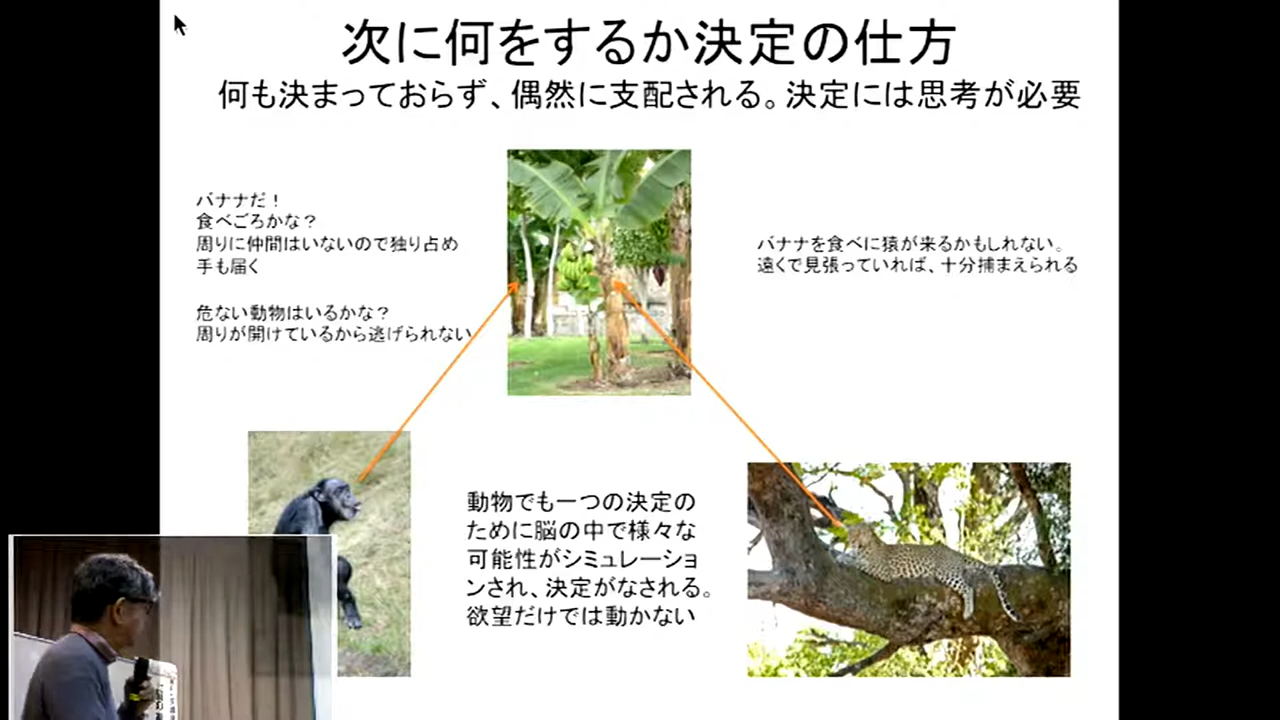 次に何をするか決定の仕方
何も決まっておらず、偶然に支配される。決定には思考が必要
バナナだ！
食べごろかな？
周りに仲間はいないので独り占め
手も届く
危ない動物はいるかな？
周りが開けているから逃げられない
バナナを食べに猿が来るかもしれない。
遠くで見張っていれば、十分捕まえられる
動物でも一つの決定の
ために脳の中で様々な
可能性がシミュレーショ
ンされ、決定がなされる。
欲望だけでは動かない